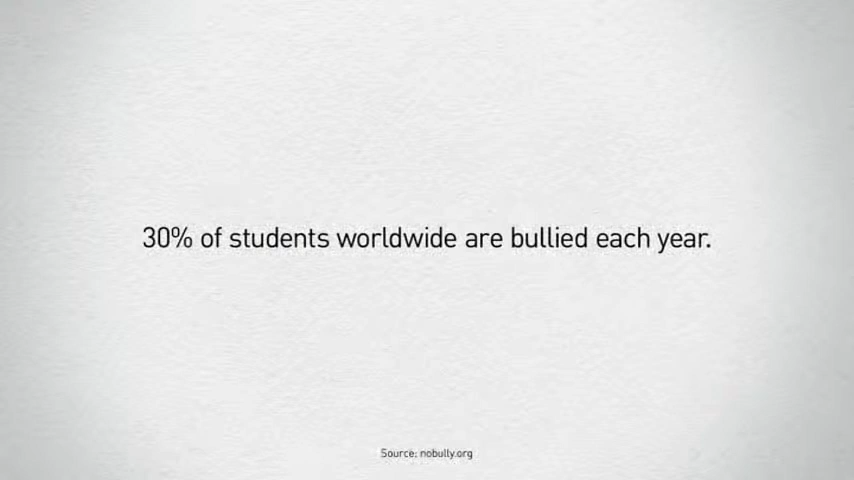 30% of students worldwide are bullied each year.
Source: nobully.org